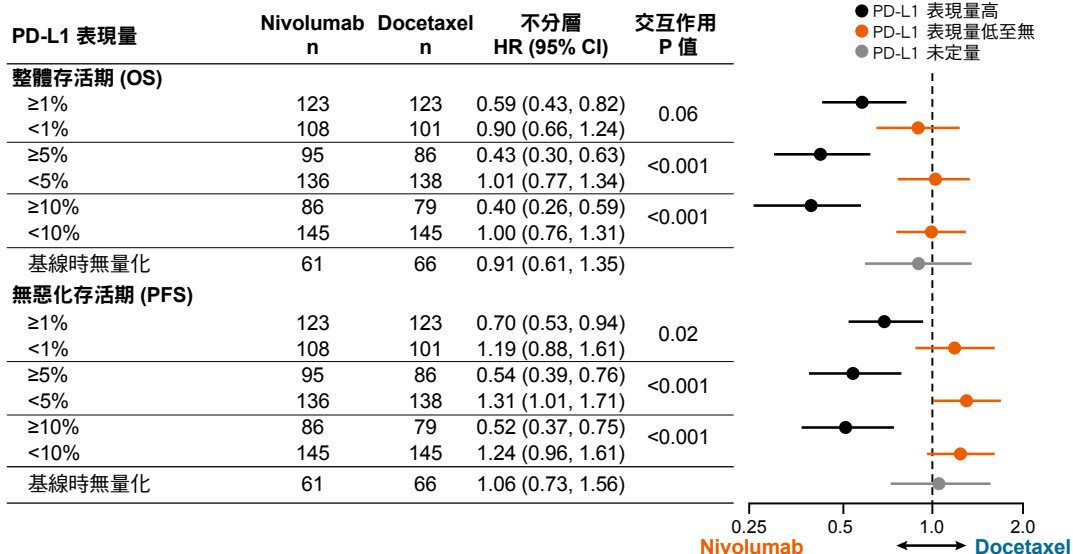 PD-L1 表現量 Nivolumab n Docetaxel n 不分層 HR (95% CI) 交互作用 P 值
● PD-L1 表現量高
● PD-L1 表現量低至無
● PD-L1 未定量
整體存活期 (OS)
≥1% 123 123 0.59 (0.43, 0.82) 0.06
<1% 108 101 0.90 (0.66, 1.24)
≥5% 95 86 0.43 (0.30, 0.63) <0.001
<5% 136 138 1.01 (0.77, 1.34)
≥10% 86 79 0.40 (0.26, 0.59) <0.001
<10% 145 145 1.00 (0.76, 1.31)
基線時無量化 61 66 0.91 (0.61, 1.35)
無惡化存活期 (PFS)
≥1% 123 123 0.70 (0.53, 0.94) 0.02
<1% 108 101 1.19 (0.88, 1.61)
≥5% 95 86 0.54 (0.39, 0.76) <0.001
<5% 136 138 1.31 (1.01, 1.71)
≥10% 86 79 0.52 (0.37, 0.75) <0.001
<10% 145 145 1.24 (0.96, 1.61)
基線時無量化 61 66 1.06 (0.73, 1.56)
0.25 0.5 1.0 2.0
Nivolumab Docetaxel